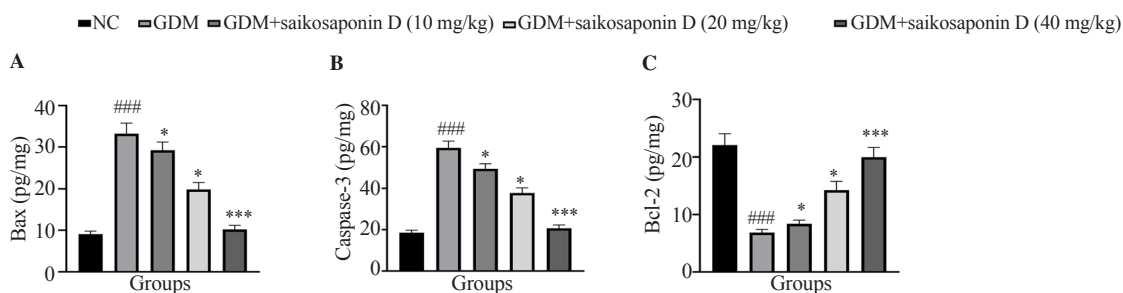 NC GDM GDM+saikosaponin D (10 mg/kg) GDM+saikosaponin D (20 mg/kg) GDM+saikosaponin D (40 mg/kg)
A
Bax (pg/mg)
40
30
20
10
0
###
*
*
***
Groups
B
Caspase-3 (pg/mg)
80
60
40
20
0
###
*
*
***
Groups
C
Bcl-2 (pg/mg)
30
20
10
0
###
*
*
***
Groups